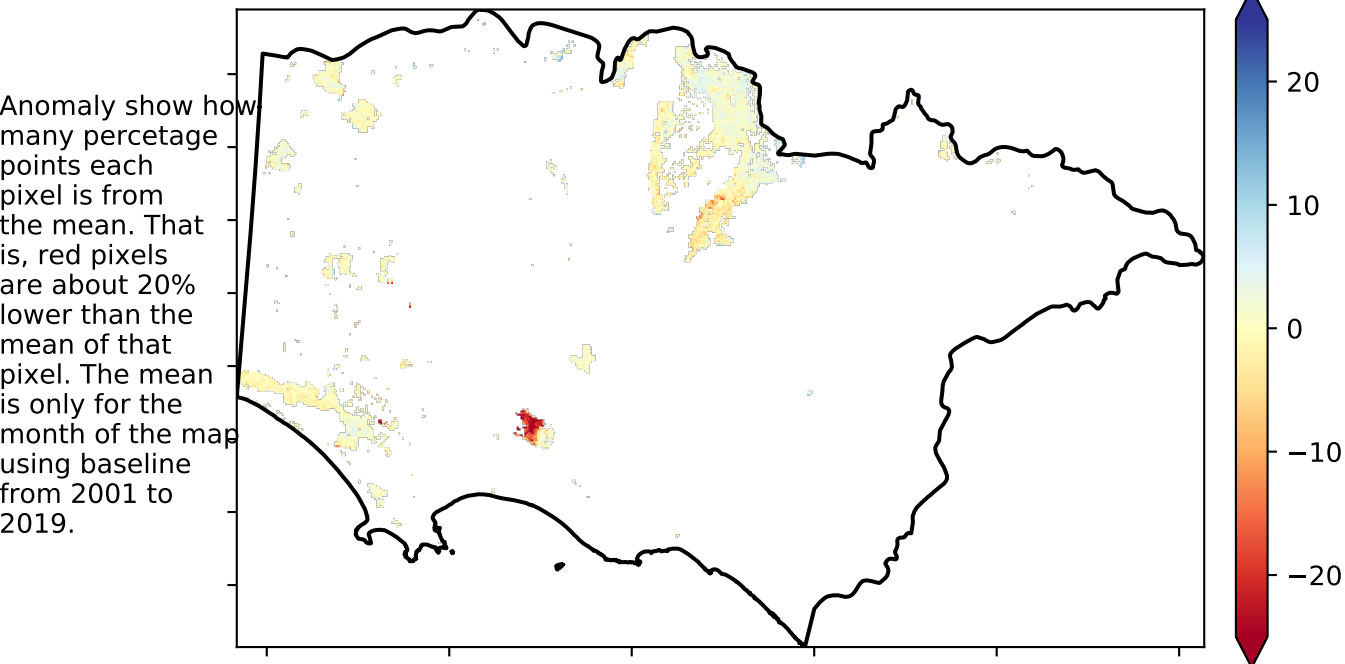 Anomaly show how
many percetage
points each
pixel is from
the mean. That
is, red pixels
are about 20%
lower than the
mean of that
pixel. The mean
is only for the
month of the map
using baseline
from 2001 to
2019.
20
10
0
−10
−20